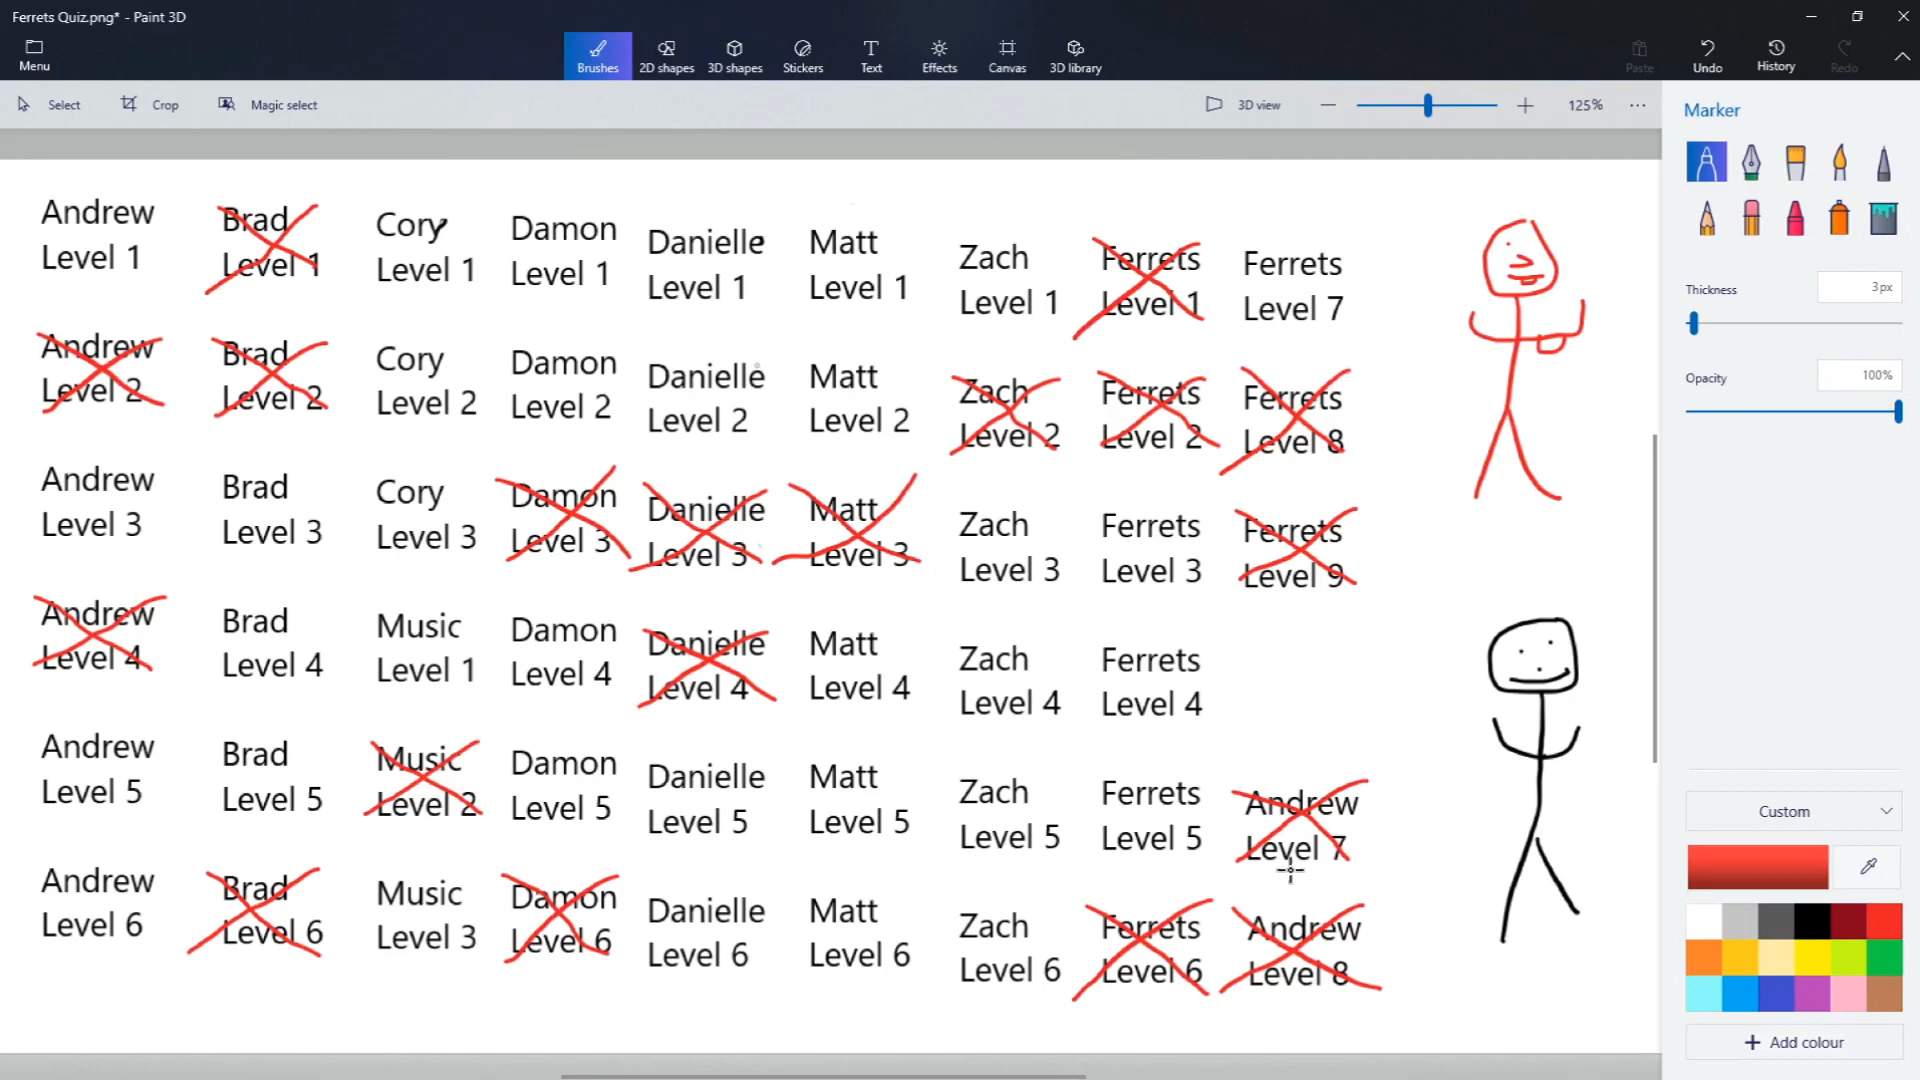 Ferrets Quiz.png* - Paint 3D
Menu
Brushes
2D shapes
3D shapes
Stickers
Text
Effects
Canvas
3D library
Paste
Undo
History
Redo
Select
Crop
Magic select
3D view
125%
Andrew
Level 1
Andrew
Level 2
Andrew
Level 3
Andrew
Level 4
Andrew
Level 5
Andrew
Level 6
Brad
Level 1
Brad
Level 2
Brad
Level 3
Brad
Level 4
Brad
Level 5
Brad
Level 6
Cory
Level 1
Cory
Level 2
Cory
Level 3
Music
Level 1
Music
Level 2
Music
Level 3
Damon
Level 1
Damon
Level 2
Damon
Level 3
Damon
Level 4
Damon
Level 5
Damon
Level 6
Danielle
Level 1
Danielle
Level 2
Danielle
Level 3
Danielle
Level 4
Danielle
Level 5
Danielle
Level 6
Matt
Level 1
Matt
Level 2
Matt
Level 3
Matt
Level 4
Matt
Level 5
Matt
Level 6
Zach
Level 1
Zach
Level 2
Zach
Level 3
Zach
Level 4
Zach
Level 5
Zach
Level 6
Ferrets
Level 1
Ferrets
Level 2
Ferrets
Level 3
Ferrets
Level 4
Ferrets
Level 5
Ferrets
Level 6
Ferrets
Level 7
Ferrets
Level 8
Ferrets
Level 9
Andrew
Level 7
Andrew
Level 8
Marker
Thickness
3px
Opacity
100%
Custom
Add colour